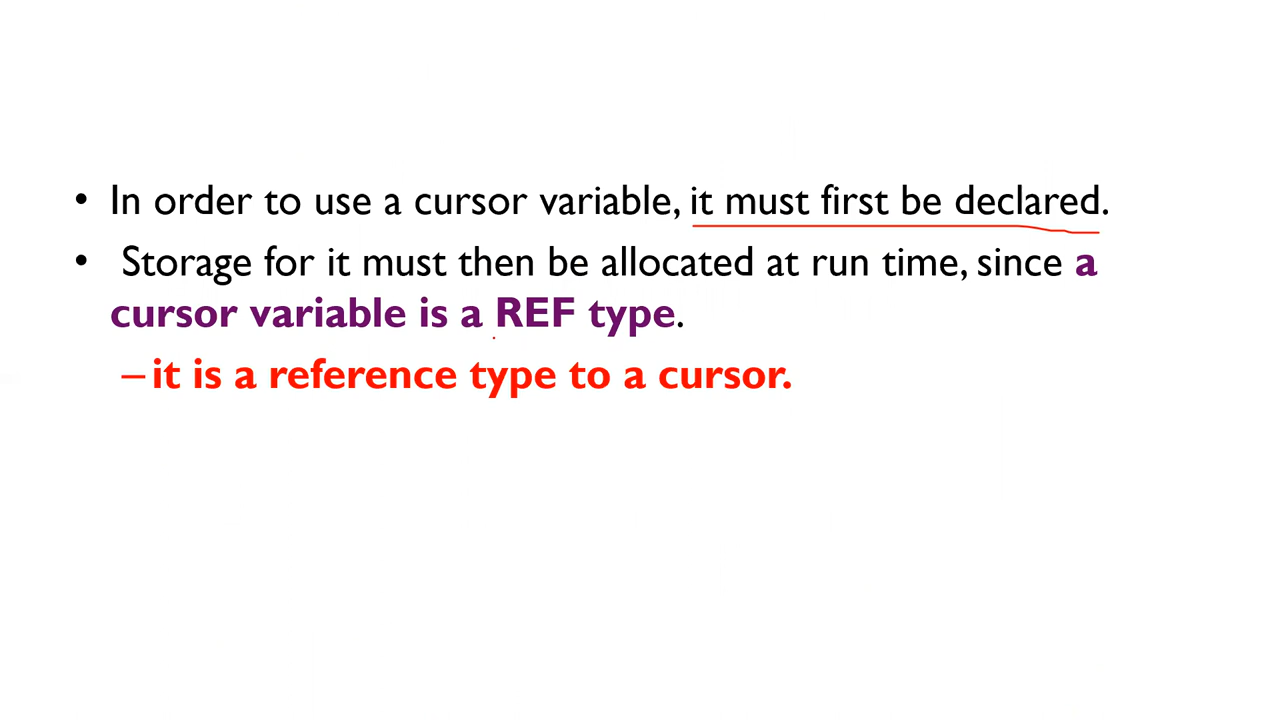 • In order to use a cursor variable, it must first be declared.
• Storage for it must then be allocated at run time, since a
cursor variable is a REF type.
– it is a reference type to a cursor.